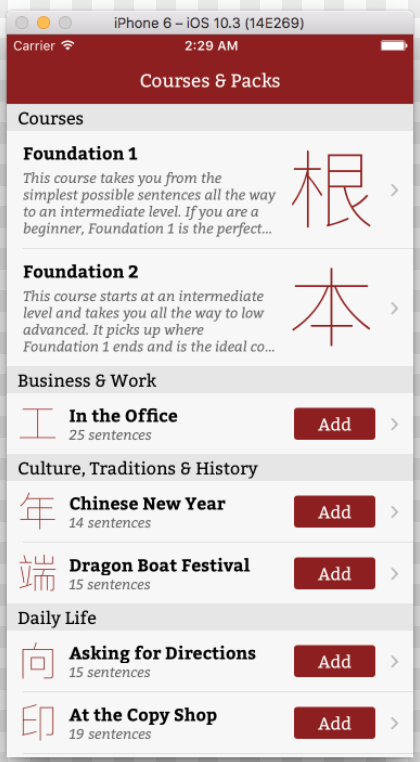 iPhone 6 – iOS 10.3 (14E269)
Carrier 2:29 AM
Courses & Packs
Courses
Foundation 1
This course takes you from the
simplest possible sentences all the way
to an intermediate level. If you are a
beginner, Foundation 1 is the perfect...
根
Foundation 2
This course starts at an intermediate
level and takes you all the way to low
advanced. It picks up where
Foundation 1 ends and is the ideal co...
本
Business & Work
工 In the Office Add
25 sentences
Culture, Traditions & History
年 Chinese New Year Add
14 sentences
端 Dragon Boat Festival Add
15 sentences
Daily Life
向 Asking for Directions Add
15 sentences
印 At the Copy Shop Add
19 sentences